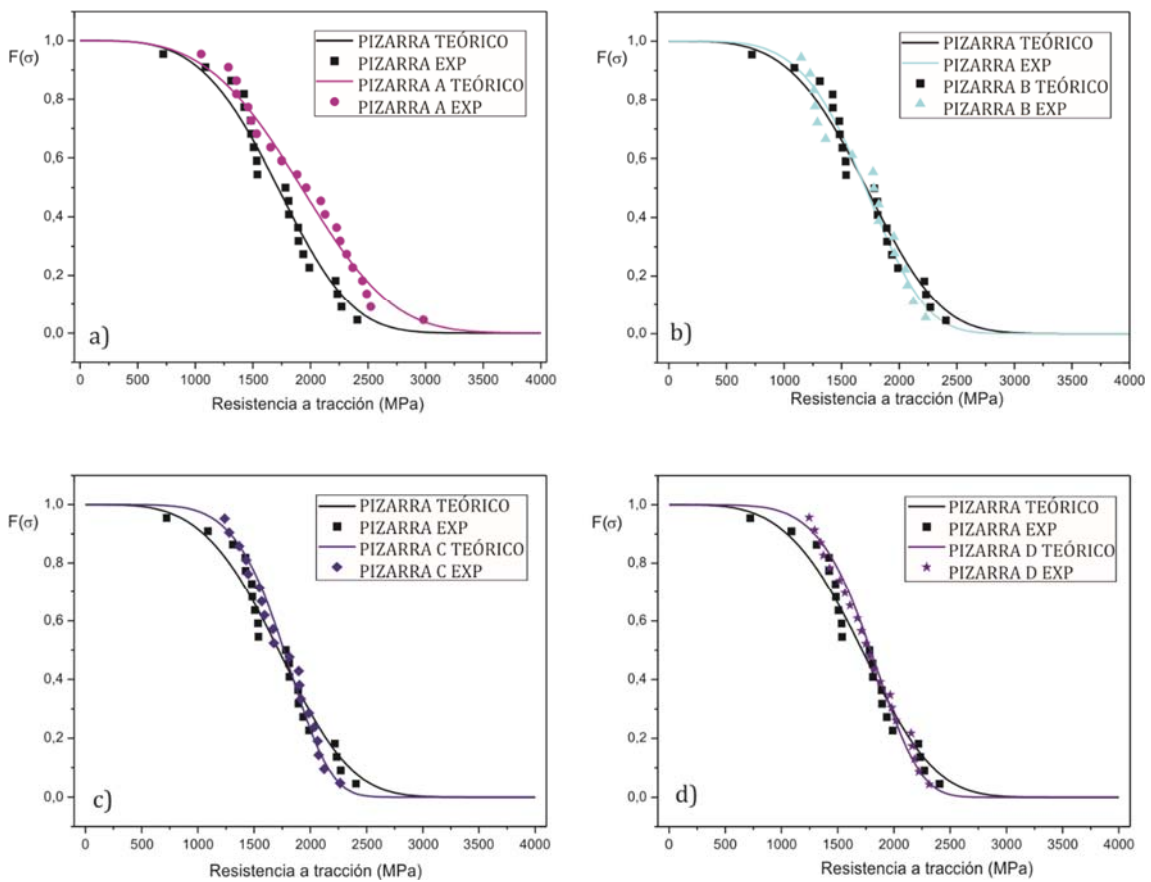 F(σ)
1,0
0,8
0,6
0,4
0,2
0,0
PIZARRA TEÓRICO
PIZARRA EXP
PIZARRA A TEÓRICO
PIZARRA A EXP
a)
0 500 1000 1500 2000 2500 3000 3500 4000
Resistencia a tracción (MPa)
F(σ)
1,0
0,8
0,6
0,4
0,2
0,0
PIZARRA TEÓRICO
PIZARRA EXP
PIZARRA B TEÓRICO
PIZARRA B EXP
b)
0 500 1000 1500 2000 2500 3000 3500 4000
Resistencia a tracción (MPa)
F(σ)
1,0
0,8
0,6
0,4
0,2
0,0
PIZARRA TEÓRICO
PIZARRA EXP
PIZARRA C TEÓRICO
PIZARRA C EXP
c)
0 500 1000 1500 2000 2500 3000 3500 4000
Resistencia a tracción (MPa)
F(σ)
1,0
0,8
0,6
0,4
0,2
0,0
PIZARRA TEÓRICO
PIZARRA EXP
PIZARRA D TEÓRICO
PIZARRA D EXP
d)
0 500 1000 1500 2000 2500 3000 3500 4000
Resistencia a tracción (MPa)